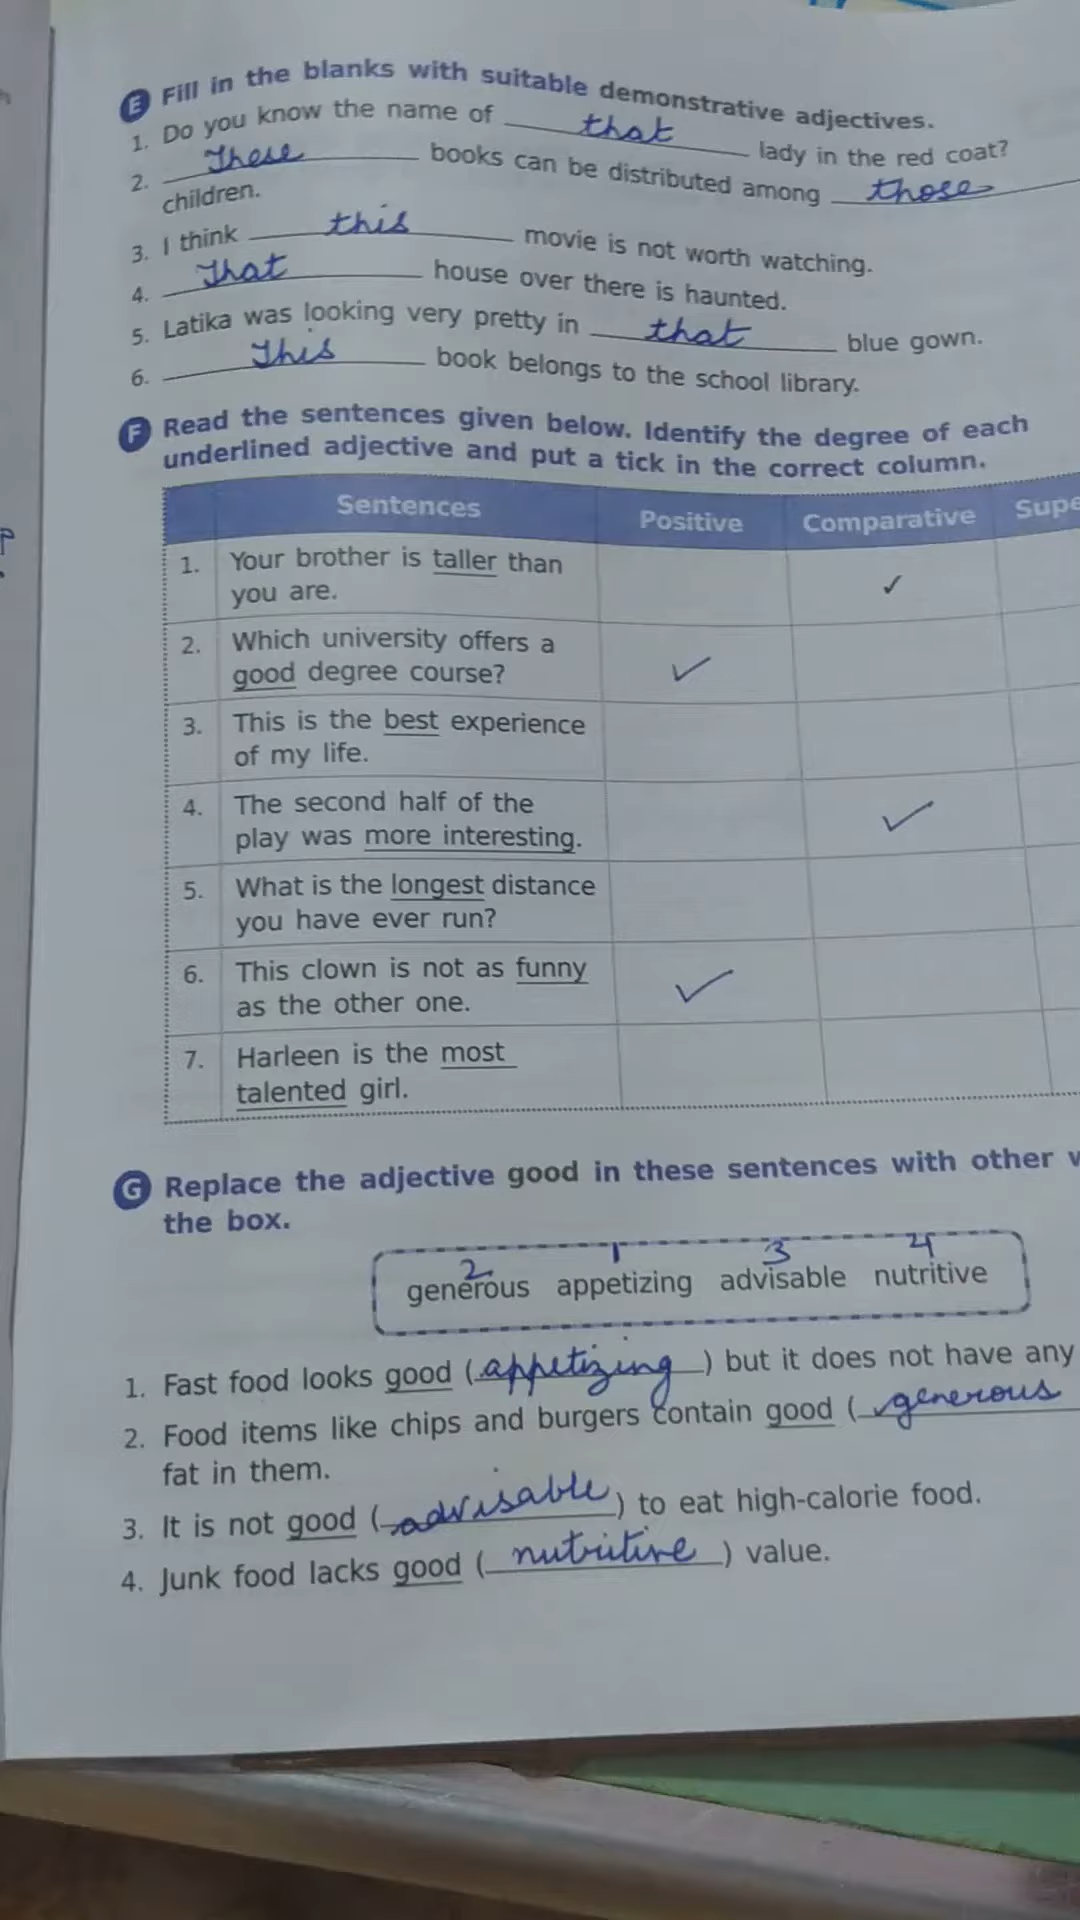 E Fill in the blanks with suitable demonstrative adjectives.
1. Do you know the name of that lady in the red coat?
2. These books can be distributed among those
children.
3. I think this movie is not worth watching.
4. That house over there is haunted.
5. Latika was looking very pretty in that blue gown.
6. This book belongs to the school library.
F Read the sentences given below. Identify the degree of each
underlined adjective and put a tick in the correct column.
Sentences Positive Comparative Supe
1. Your brother is taller than ✓
you are.
2. Which university offers a
good degree course? ✓
3. This is the best experience
of my life.
4. The second half of the ✓
play was more interesting.
5. What is the longest distance
you have ever run?
6. This clown is not as funny ✓
as the other one.
7. Harleen is the most
talented girl.
G Replace the adjective good in these sentences with other
the box.
2 1 3 4
generous appetizing advisable nutritive
1. Fast food looks good (appetizing) but it does not have any
2. Food items like chips and burgers contain good (generous
fat in them.
3. It is not good (advisable) to eat high-calorie food.
4. Junk food lacks good (nutritive) value.